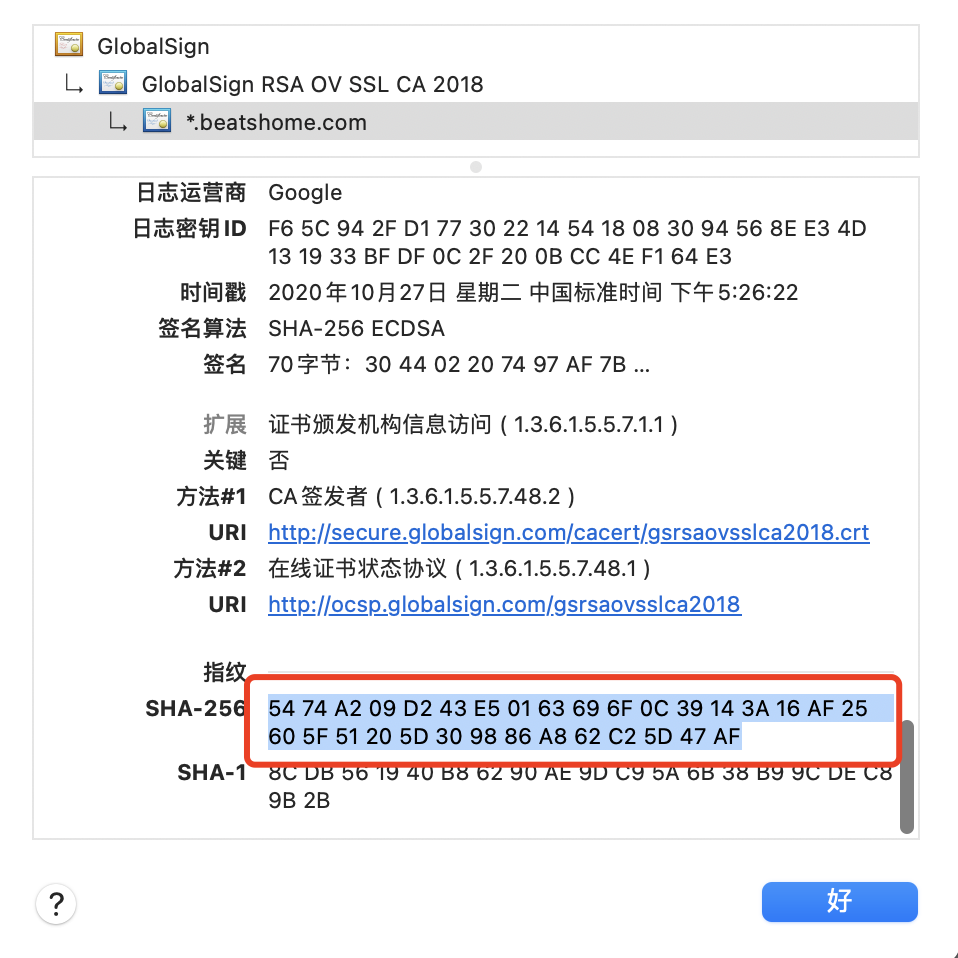 GlobalSign
GlobalSign RSA OV SSL CA 2018
*.beatshome.com
日志运营商 Google
日志密钥ID F6 5C 94 2F D1 77 30 22 14 54 18 08 30 94 56 8E E3 4D
13 19 33 BF DF 0C 2F 20 0B CC 4E F1 64 E3
时间戳 2020年10月27日 星期二 中国标准时间 下午5:26:22
签名算法 SHA-256 ECDSA
签名 70字节：30 44 02 20 74 97 AF 7B ...
扩展 证书颁发机构信息访问 ( 1.3.6.1.5.5.7.1.1 )
关键 否
方法#1 CA签发者 ( 1.3.6.1.5.5.7.48.2 )
URI http://secure.globalsign.com/cacert/gsrsaovsslca2018.crt
方法#2 在线证书状态协议 ( 1.3.6.1.5.5.7.48.1 )
URI http://ocsp.globalsign.com/gsrsaovsslca2018
指纹
SHA-256 54 74 A2 09 D2 43 E5 01 63 69 6F 0C 39 14 3A 16 AF 25
60 5F 51 20 5D 30 98 86 A8 62 C2 5D 47 AF
SHA-1 8C DB 56 19 40 B8 62 90 AE 9D C9 5A 6B 38 B9 9C DE C8
9B 2B
?
好